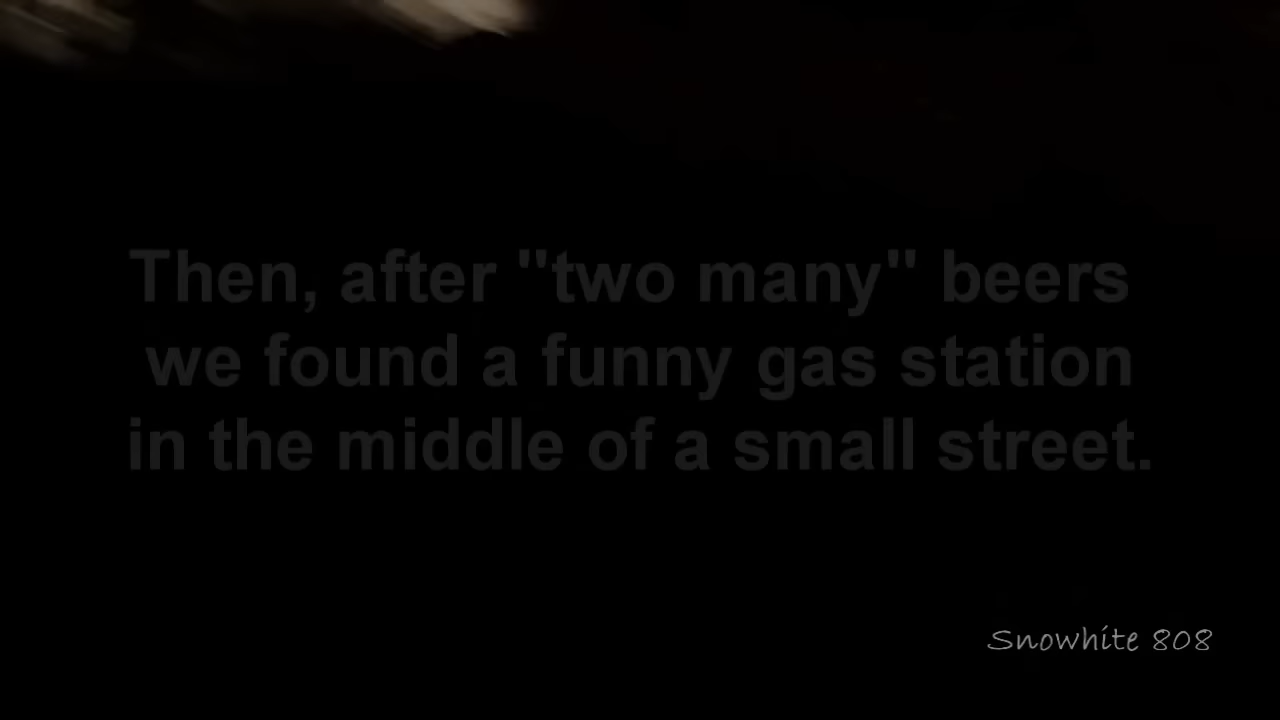 Then, after "two many" beers
we found a funny gas station
in the middle of a small street.
Snowhite 808